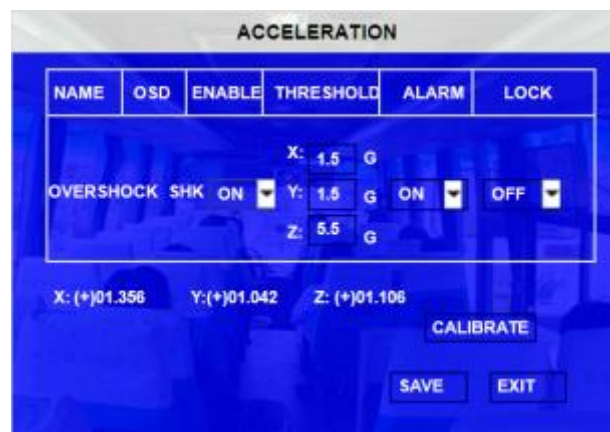 ACCELERATION
NAME OSD ENABLE THRESHOLD ALARM LOCK
X: 1.5 G
OVERSHOCK SHK ON Y: 1.5 G ON OFF
Z: 5.5 G
X: (+)01.356 Y:(+)01.042 Z: (+)01.106
CALIBRATE
SAVE EXIT